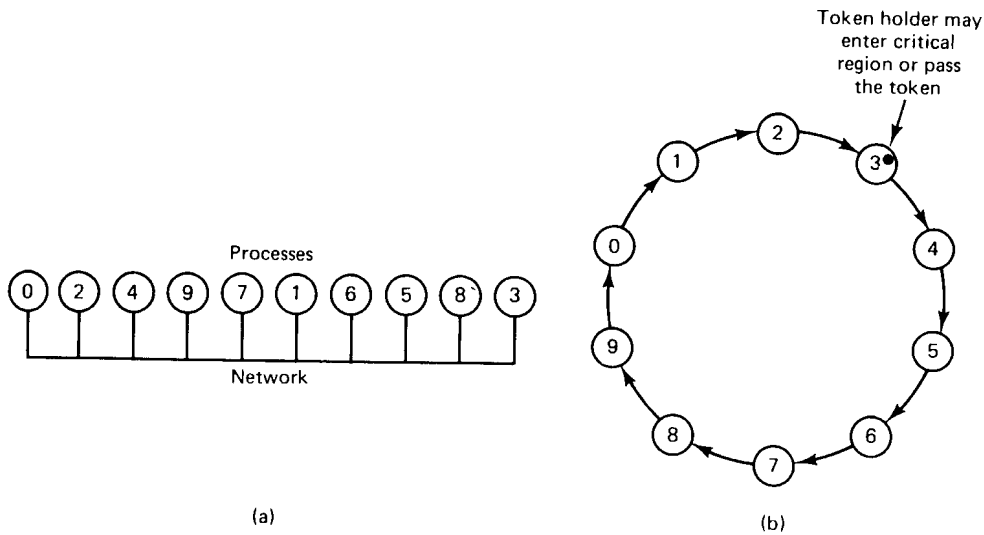 Token holder may
enter critical
region or pass
the token
Processes
0 2 4 9 7 1 6 5 8 3
Network
(a)
2
1
3
0
4
9
5
8
6
7
(b)